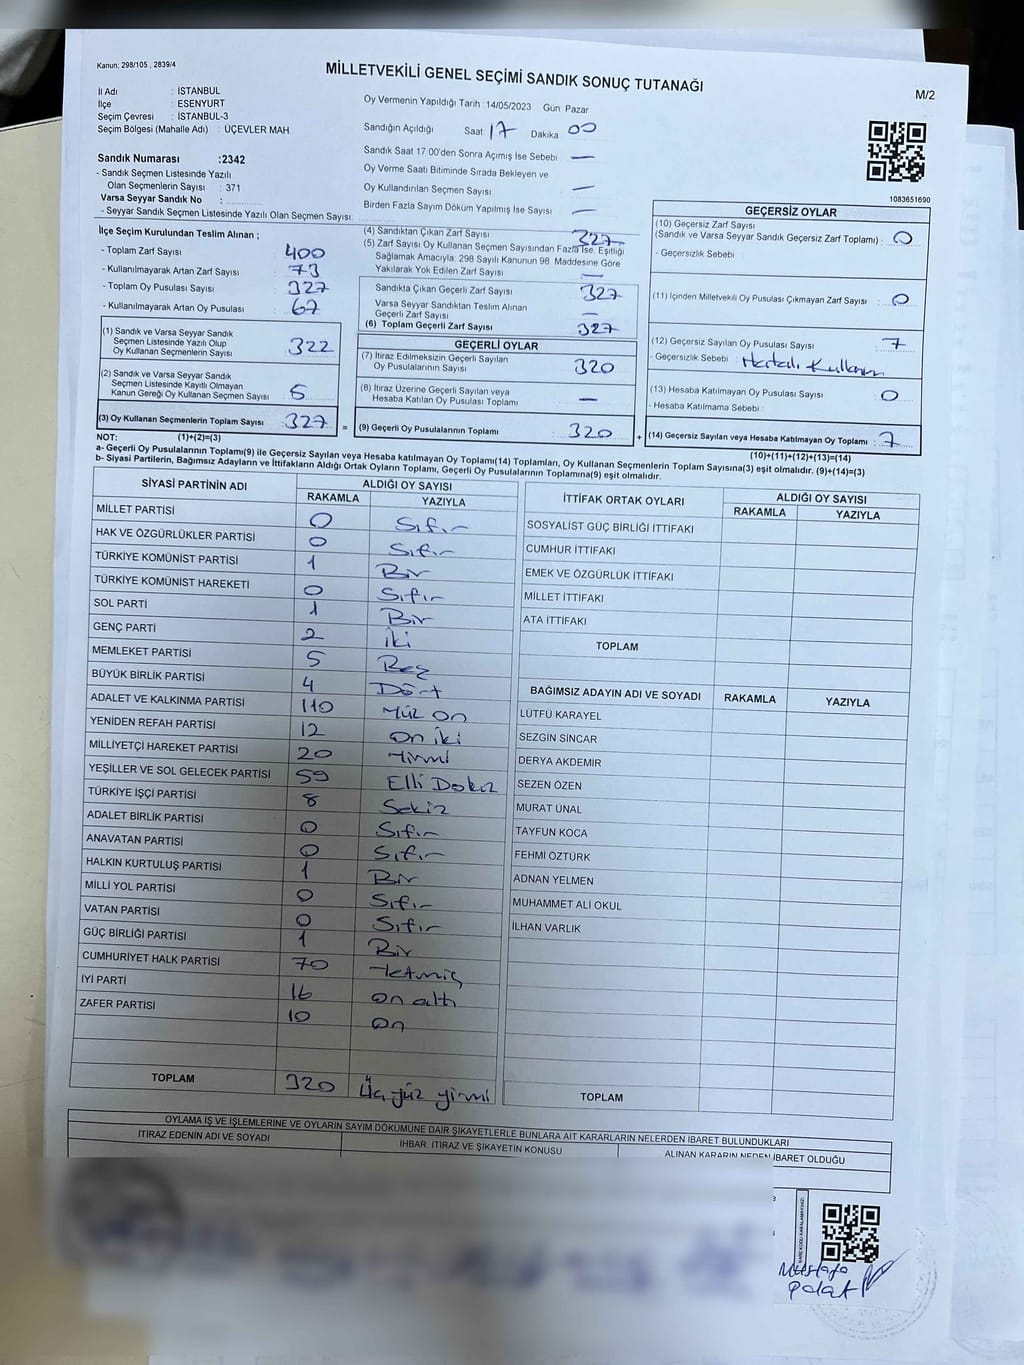 Kanun; 298/105 , 2839/4
MİLLETVEKİLİ GENEL SEÇİMİ SANDIK SONUÇ TUTANAĞI
M/2
İl Adı : İSTANBUL
İlçe : ESENYURT
Seçim Çevresi : İSTANBUL-3
Seçim Bölgesi (Mahalle Adı) : ÜÇEVLER MAH.
Sandık Numarası :2342
- Sandık Seçmen Listesinde Yazılı
Olan Seçmenlerin Sayısı : 371
Varsa Seyyar Sandık No :
- Seyyar Sandık Seçmen Listesinde Yazılı Olan Seçmen Sayısı:
Oy Vermenin Yapıldığı Tarih :14/05/2023 Gün Pazar
Sandığın Açıldığı Saat 17 Dakika 00
Sandık Saat 17:00'den Sonra Açımış İse Sebebi —
Oy Verme Saati Bitiminde Sırada Bekleyen ve
Oy Kullandırılan Seçmen Sayısı —
Birden Fazla Sayım Döküm Yapılmış İse Sayısı —
1083651690
İlçe Seçim Kurulundan Teslim Alınan ;
- Toplam Zarf Sayısı : 400
- Kullanılmayarak Artan Zarf Sayısı : 73
- Toplam Oy Pusulası Sayısı : 327
- Kullanılmayarak Artan Oy Pusulası : 67
(1) Sandık ve Varsa Seyyar Sandık
Seçmen Listesinde Yazılı Olup
Oy Kullanan Seçmenlerin Sayısı : 322
(2) Sandık ve Varsa Seyyar Sandık
Seçmen Listesinde Kayıtlı Olmayan
Kanun Gereği Oy Kullanan Seçmen Sayısı : 5
(3) Oy Kullanan Seçmenlerin Toplam Sayısı : 327
(4) Sandıktan Çıkan Zarf Sayısı : 327
(5) Zarf Sayısı Oy Kullanan Seçmen Sayısından Fazla İse, Eşitliği
Sağlamak Amacıyla; 298 Sayılı Kanunun 98. Maddesine Göre
Yakılarak Yok Edilen Zarf Sayısı : —
Sandıkta Çıkan Geçerli Zarf Sayısı : 327
Varsa Seyyar Sandıktan Teslim Alınan
Geçerli Zarf Sayısı : —
(6) Toplam Geçerli Zarf Sayısı : 327
GEÇERLİ OYLAR
(7) İtiraz Edilmeksizin Geçerli Sayılan
Oy Pusulalarının Sayısı : 320
(8) İtiraz Üzerine Geçerli Sayılan veya
Hesaba Katılan Oy Pusulası Toplamı : —
= (9) Geçerli Oy Pusulalarının Toplamı : 320
GEÇERSİZ OYLAR
(10) Geçersiz Zarf Sayısı
(Sandık ve Varsa Seyyar Sandık Geçersiz Zarf Toplamı) : 0
- Geçersizlik Sebebi
(11) İçinden Milletvekili Oy Pusulası Çıkmayan Zarf Sayısı : 0
(12) Geçersiz Sayılan Oy Pusulası Sayısı : 7
- Geçersizlik Sebebi : Hatalı Kullanım
(13) Hesaba Katılmayan Oy Pusulası Sayısı : 0
- Hesaba Katılmama Sebebi :
+ (14) Geçersiz Sayılan veya Hesaba Katılmayan Oy Toplamı : 7
NOT: (1)+(2)=(3)
(10)+(11)+(12)+(13)=(14)
a- Geçerli Oy Pusulalarının Toplamı(9) ile Geçersiz Sayılan veya Hesaba katılmayan Oy Toplamı(14) Toplamları, Oy Kullanan Seçmenlerin Toplam Sayısına(3) eşit olmalıdır. (9)+(14)=(3)
b- Siyasi Partilerin, Bağımsız Adayların ve İttifakların Aldığı Ortak Oyların Toplamı, Geçerli Oy Pusulalarının Toplamına(9) eşit olmalıdır.
SİYASİ PARTİNİN ADI ALDIĞI OY SAYISI
RAKAMLA YAZIYLA
MİLLET PARTİSİ 0 Sıfır
HAK VE ÖZGÜRLÜKLER PARTİSİ 0 Sıfır
TÜRKİYE KOMÜNİST PARTİSİ 1 Bir
TÜRKİYE KOMÜNİST HAREKETİ 0 Sıfır
SOL PARTİ 1 Bir
GENÇ PARTİ 2 İki
MEMLEKET PARTİSİ 5 Beş
BÜYÜK BİRLİK PARTİSİ 4 Dört
ADALET VE KALKINMA PARTİSİ 110 Yüz on
YENİDEN REFAH PARTİSİ 12 on iki
MİLLİYETÇİ HAREKET PARTİSİ 20 Yirmi
YEŞİLLER VE SOL GELECEK PARTİSİ 59 Elli Dokuz
TÜRKİYE İŞÇİ PARTİSİ 8 Sekiz
ADALET BİRLİK PARTİSİ 0 Sıfır
ANAVATAN PARTİSİ 0 Sıfır
HALKIN KURTULUŞ PARTİSİ 1 Bir
MİLLİ YOL PARTİSİ 0 Sıfır
VATAN PARTİSİ 0 Sıfır
GÜÇ BİRLİĞİ PARTİSİ 1 Bir
CUMHURİYET HALK PARTİSİ 70 Yetmiş
İYİ PARTİ 16 on altı
ZAFER PARTİSİ 10 on
TOPLAM 320 Üç yüz yirmi
İTTİFAK ORTAK OYLARI ALDIĞI OY SAYISI
RAKAMLA YAZIYLA
SOSYALİST GÜÇ BİRLİĞİ İTTİFAKI
CUMHUR İTTİFAKI
EMEK VE ÖZGÜRLÜK İTTİFAKI
MİLLET İTTİFAKI
ATA İTTİFAKI
TOPLAM
BAĞIMSIZ ADAYIN ADI VE SOYADI RAKAMLA YAZIYLA
LÜTFÜ KARAYEL
SEZGİN SİNCAR
DERYA AKDEMİR
SEZEN ÖZEN
MURAT ÜNAL
TAYFUN KOCA
FEHMİ ÖZTÜRK
ADNAN YELMEN
MUHAMMET ALİ OKUL
İLHAN VARLIK
TOPLAM
OYLAMA İŞ VE İŞLEMLERİNE VE OYLARIN SAYIM DÖKÜMÜNE DAİR ŞİKAYETLERLE BUNLARA AİT KARARLARIN NELERDEN İBARET BULUNDUKLARI
İTİRAZ EDENİN ADI VE SOYADI İHBAR, İTİRAZ VE ŞİKAYETİN KONUSU ALINAN KARARIN NEDEN İBARET OLDUĞU
Mustafa
Polat